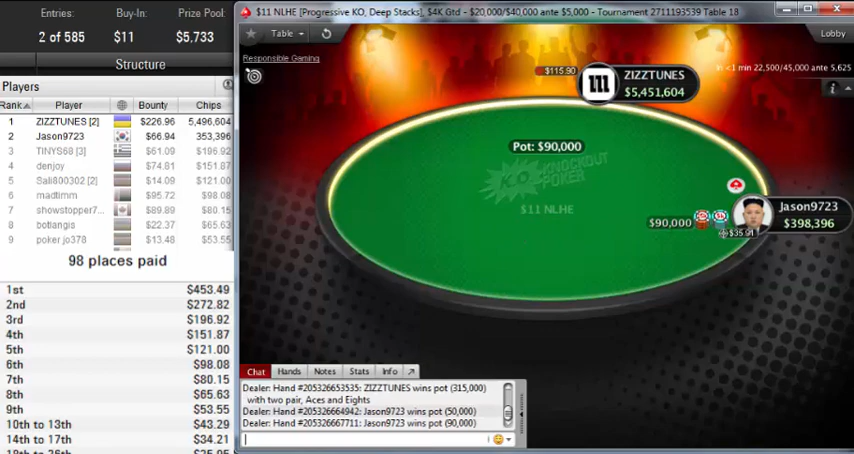 Entries:
Buy-In:
Prize Pool:
2 of 585
$11
$5,733
Structure
Players
Rank
Player
Bounty
Chips
1 ZIZZTUNES [2] $226.96 5,496,604
2 Jason9723 $66.94 353,396
3 TINYS68 [3] $61.09 $196.92
4 denjoy $74.81 $151.87
5 Sali800302 [2] $14.09 $121.00
6 madtimm $95.72 $98.08
7 showstopper7... $89.89 $80.15
8 botlangis $22.37 $65.63
9 poker jo378 $13.48 $53.55
98 places paid
1st $453.49
2nd $272.82
3rd $196.92
4th $151.87
5th $121.00
6th $98.08
7th $80.15
8th $65.63
9th $53.55
10th to 13th $43.29
14th to 17th $34.21
$11 NLHE [Progressive KO, Deep Stacks], $4K Gtd - $20,000/$40,000 ante $5,000 - Tournament 2711193539 Table 18
Table
Lobby
Responsible Gaming
In <1 min 22,500/45,000 ante 5,625
$115.90
ZIZZTUNES
$5,451,604
Pot: $90,000
KO KNOCKOUT
POKER
$11 NLHE
$90,000
Jason9723
$398,396
Chat
Hands
Notes
Stats
Info
Dealer: Hand #205326653535: ZIZZTUNES wins pot (315,000)
with two pair, Aces and Eights
Dealer: Hand #205326664942: Jason9723 wins pot (50,000)
Dealer: Hand #205326667711: Jason9723 wins pot (90,000)